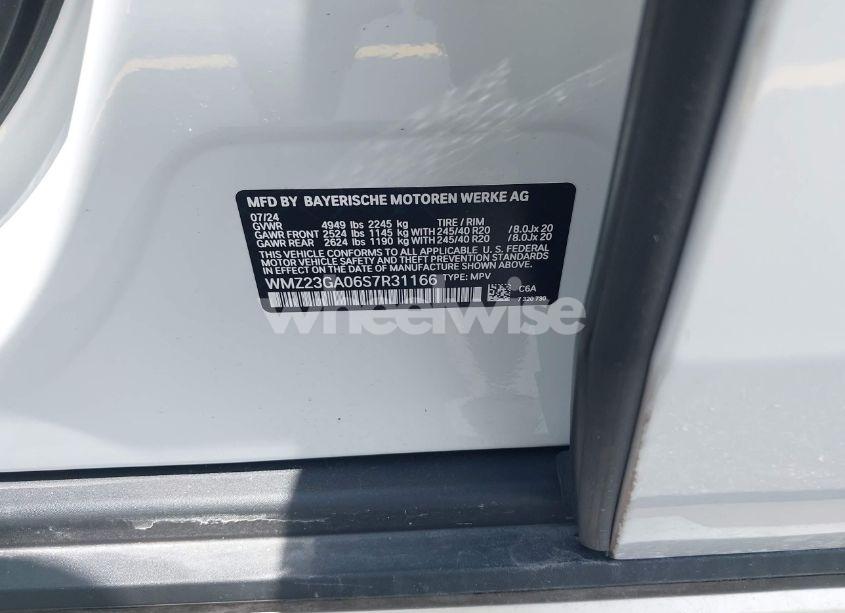 MFD BY BAYERISCHE MOTOREN WERKE AG
07/24
GVWR 4949 lbs 2245 kg TIRE / RIM
GAWR FRONT 2524 lbs 1145 kg WITH 245/40 R20 /8.0Jx 20
GAWR REAR 2624 lbs 1190 kg WITH 245/40 R20 /8.0Jx 20
THIS VEHICLE CONFORMS TO ALL APPLICABLE U. S. FEDERAL
MOTOR VEHICLE SAFETY AND THEFT PREVENTION STANDARDS
IN EFFECT ON THE DATE OF MANUFACTURE SHOWN ABOVE.
WMZ23GA06S7R31166 TYPE: MPV
C6A
7 320 730
wheelwise